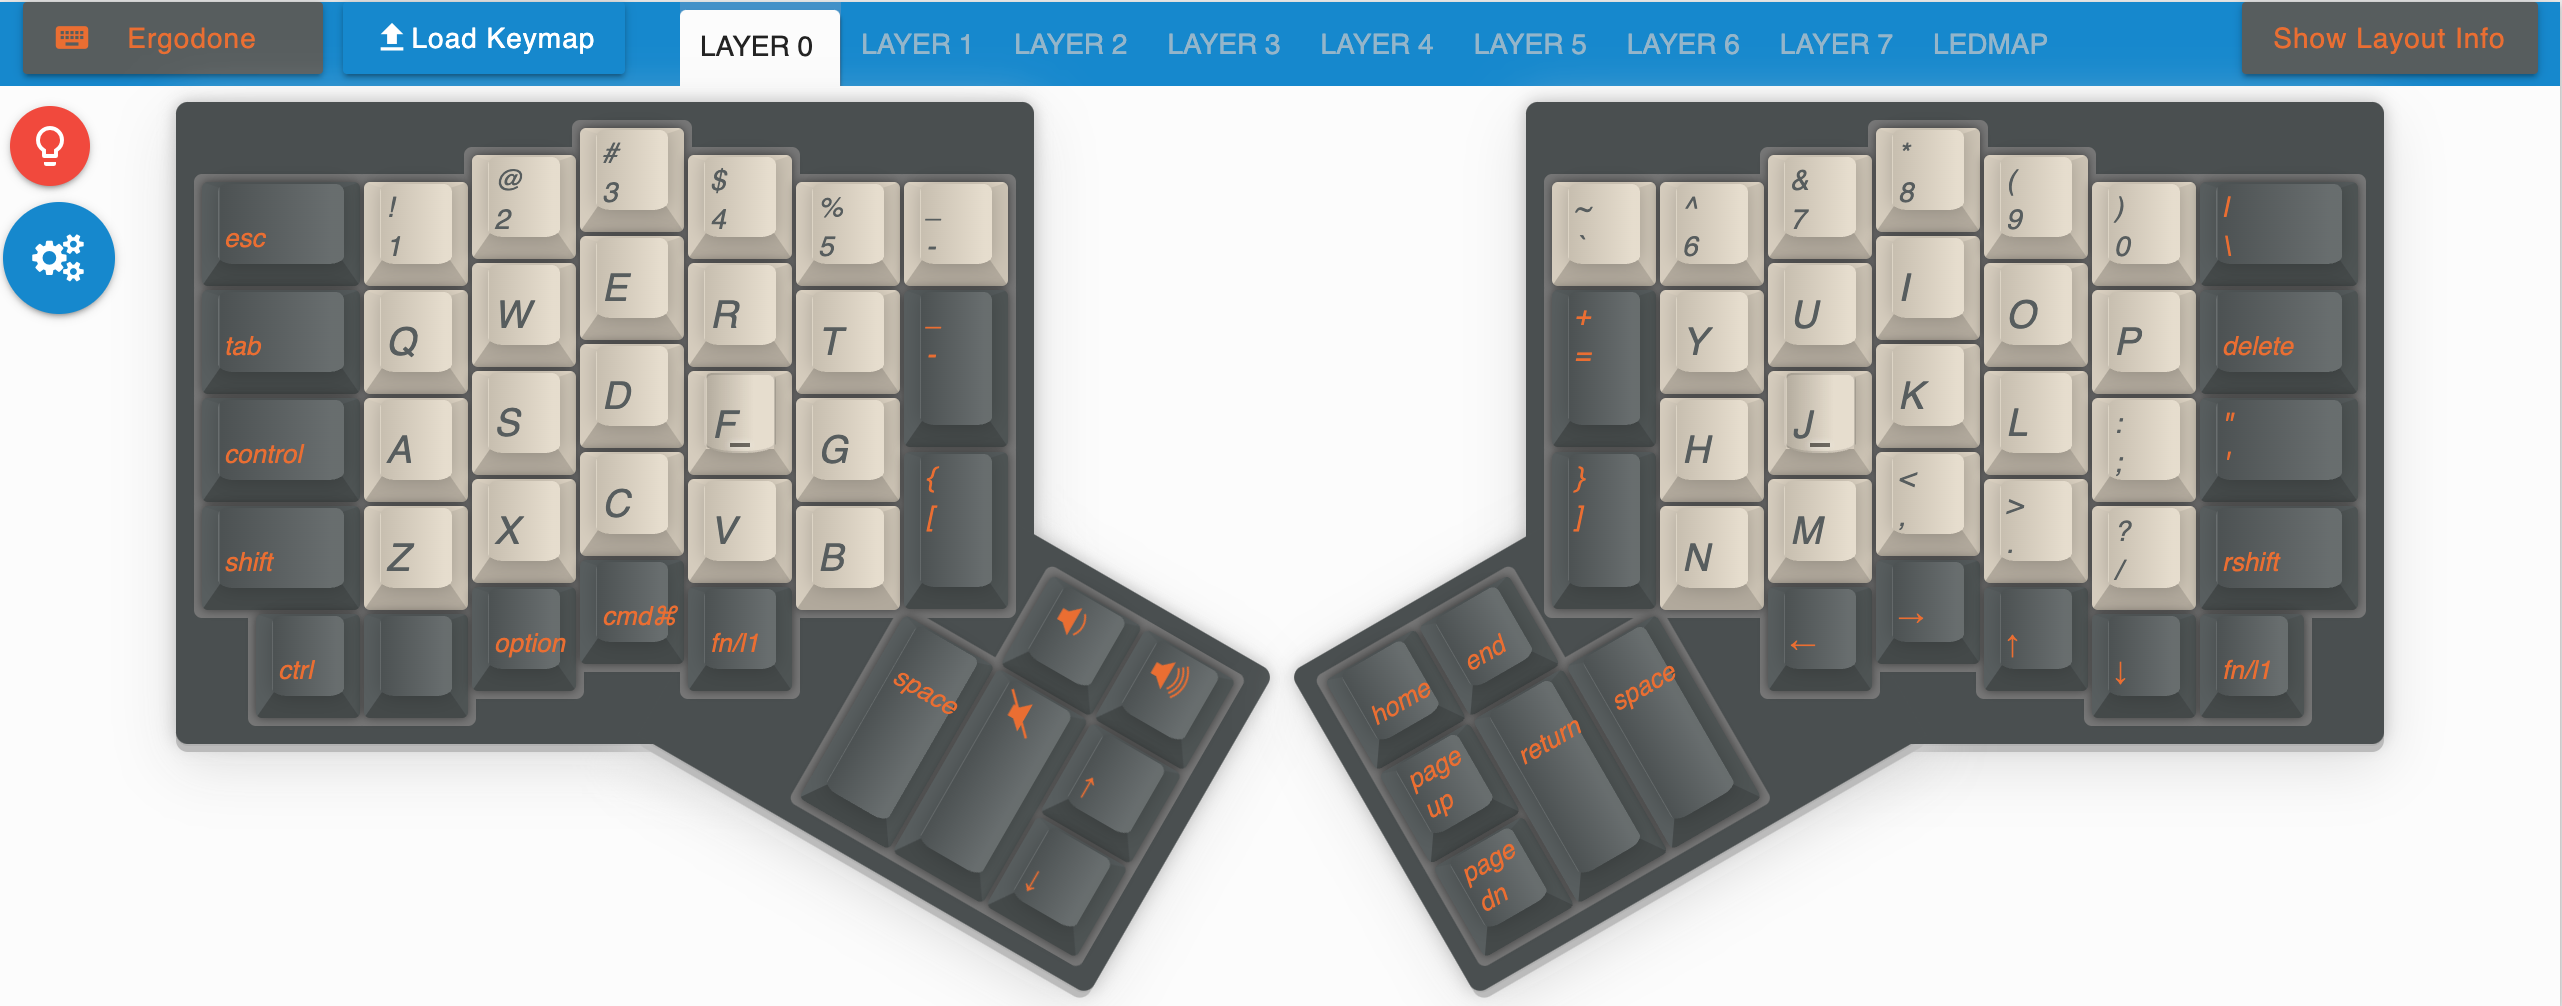 Ergodone
Load Keymap
LAYER 0
LAYER 1
LAYER 2
LAYER 3
LAYER 4
LAYER 5
LAYER 6
LAYER 7
LEDMAP
Show Layout Info
esc
!
1
@
2
#
3
$
4
%
5
_
-
tab
Q
W
E
R
T
_
-
control
A
S
D
F_
G
{
[
shift
Z
X
C
V
B
ctrl
option
cmd⌘
fn/l1
space
↑
↓
~
`
^
6
&
7
*
8
(
9
)
0
|
\
+
=
Y
U
I
O
P
delete
H
J_
K
L
:
;
"
'
}
]
N
M
<
,
>
.
?
/
rshift
←
→
↑
↓
fn/l1
home
end
page
up
page
dn
return
space